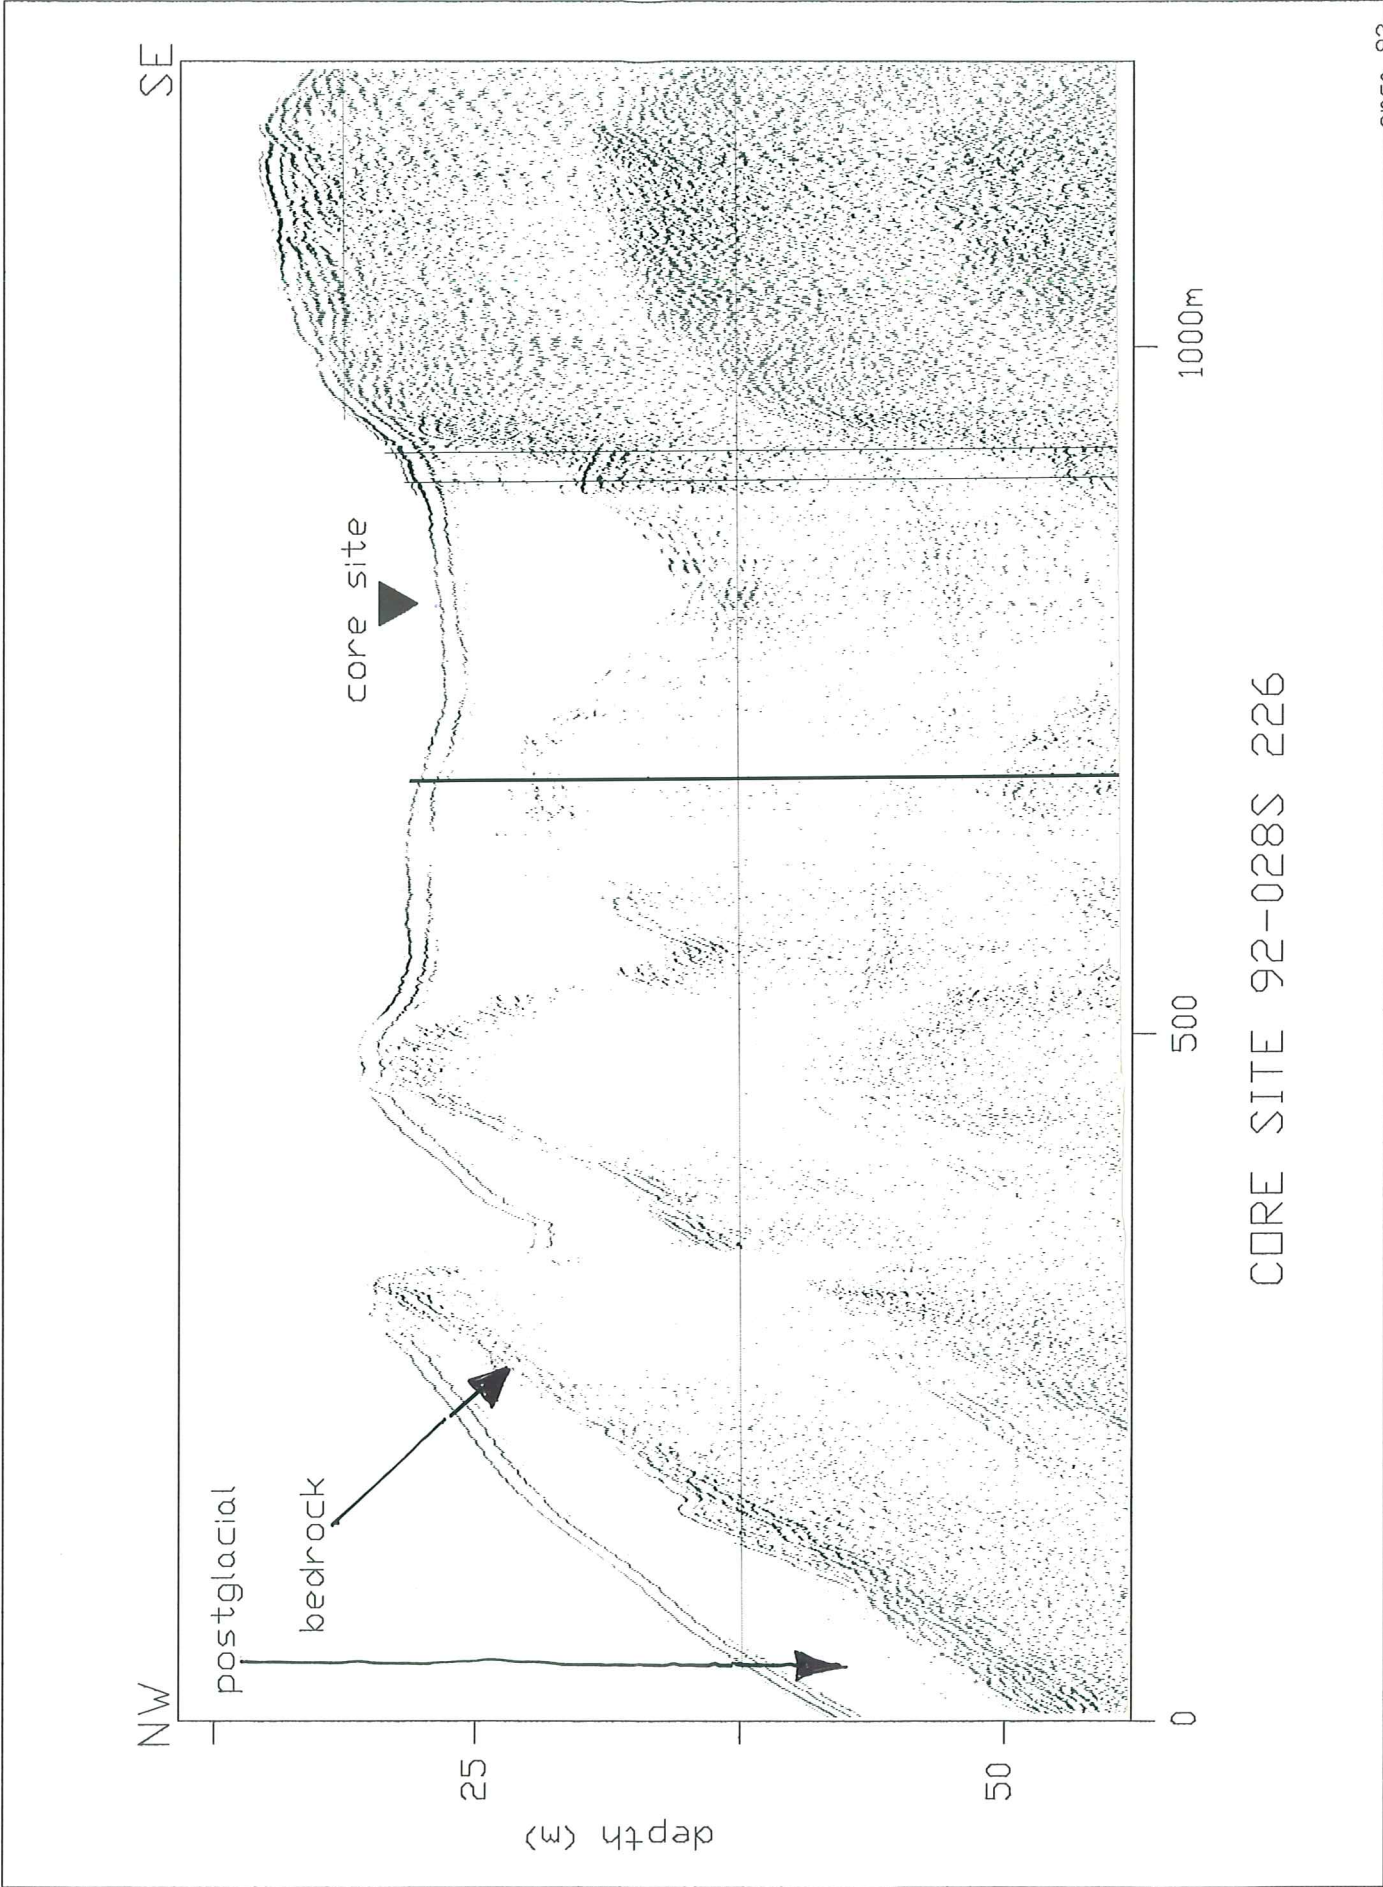 NW
SE
postglacial
bedrock
core site
25
50
depth (m)
0
500
1000m
CORE SITE 92-028S 226